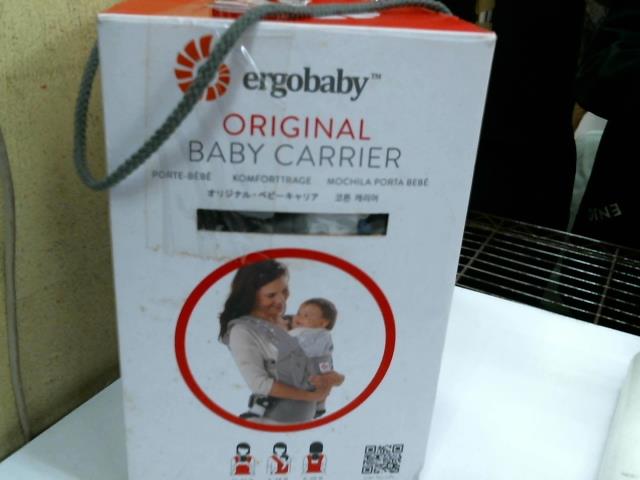 ergobaby™
ORIGINAL
BABY CARRIER
PORTE-BÉBÉ KOMFORTTRAGE MOCHILA PORTA BEBÉ
オリジナル・ベビーキャリア 코튼 캐리어
ENK